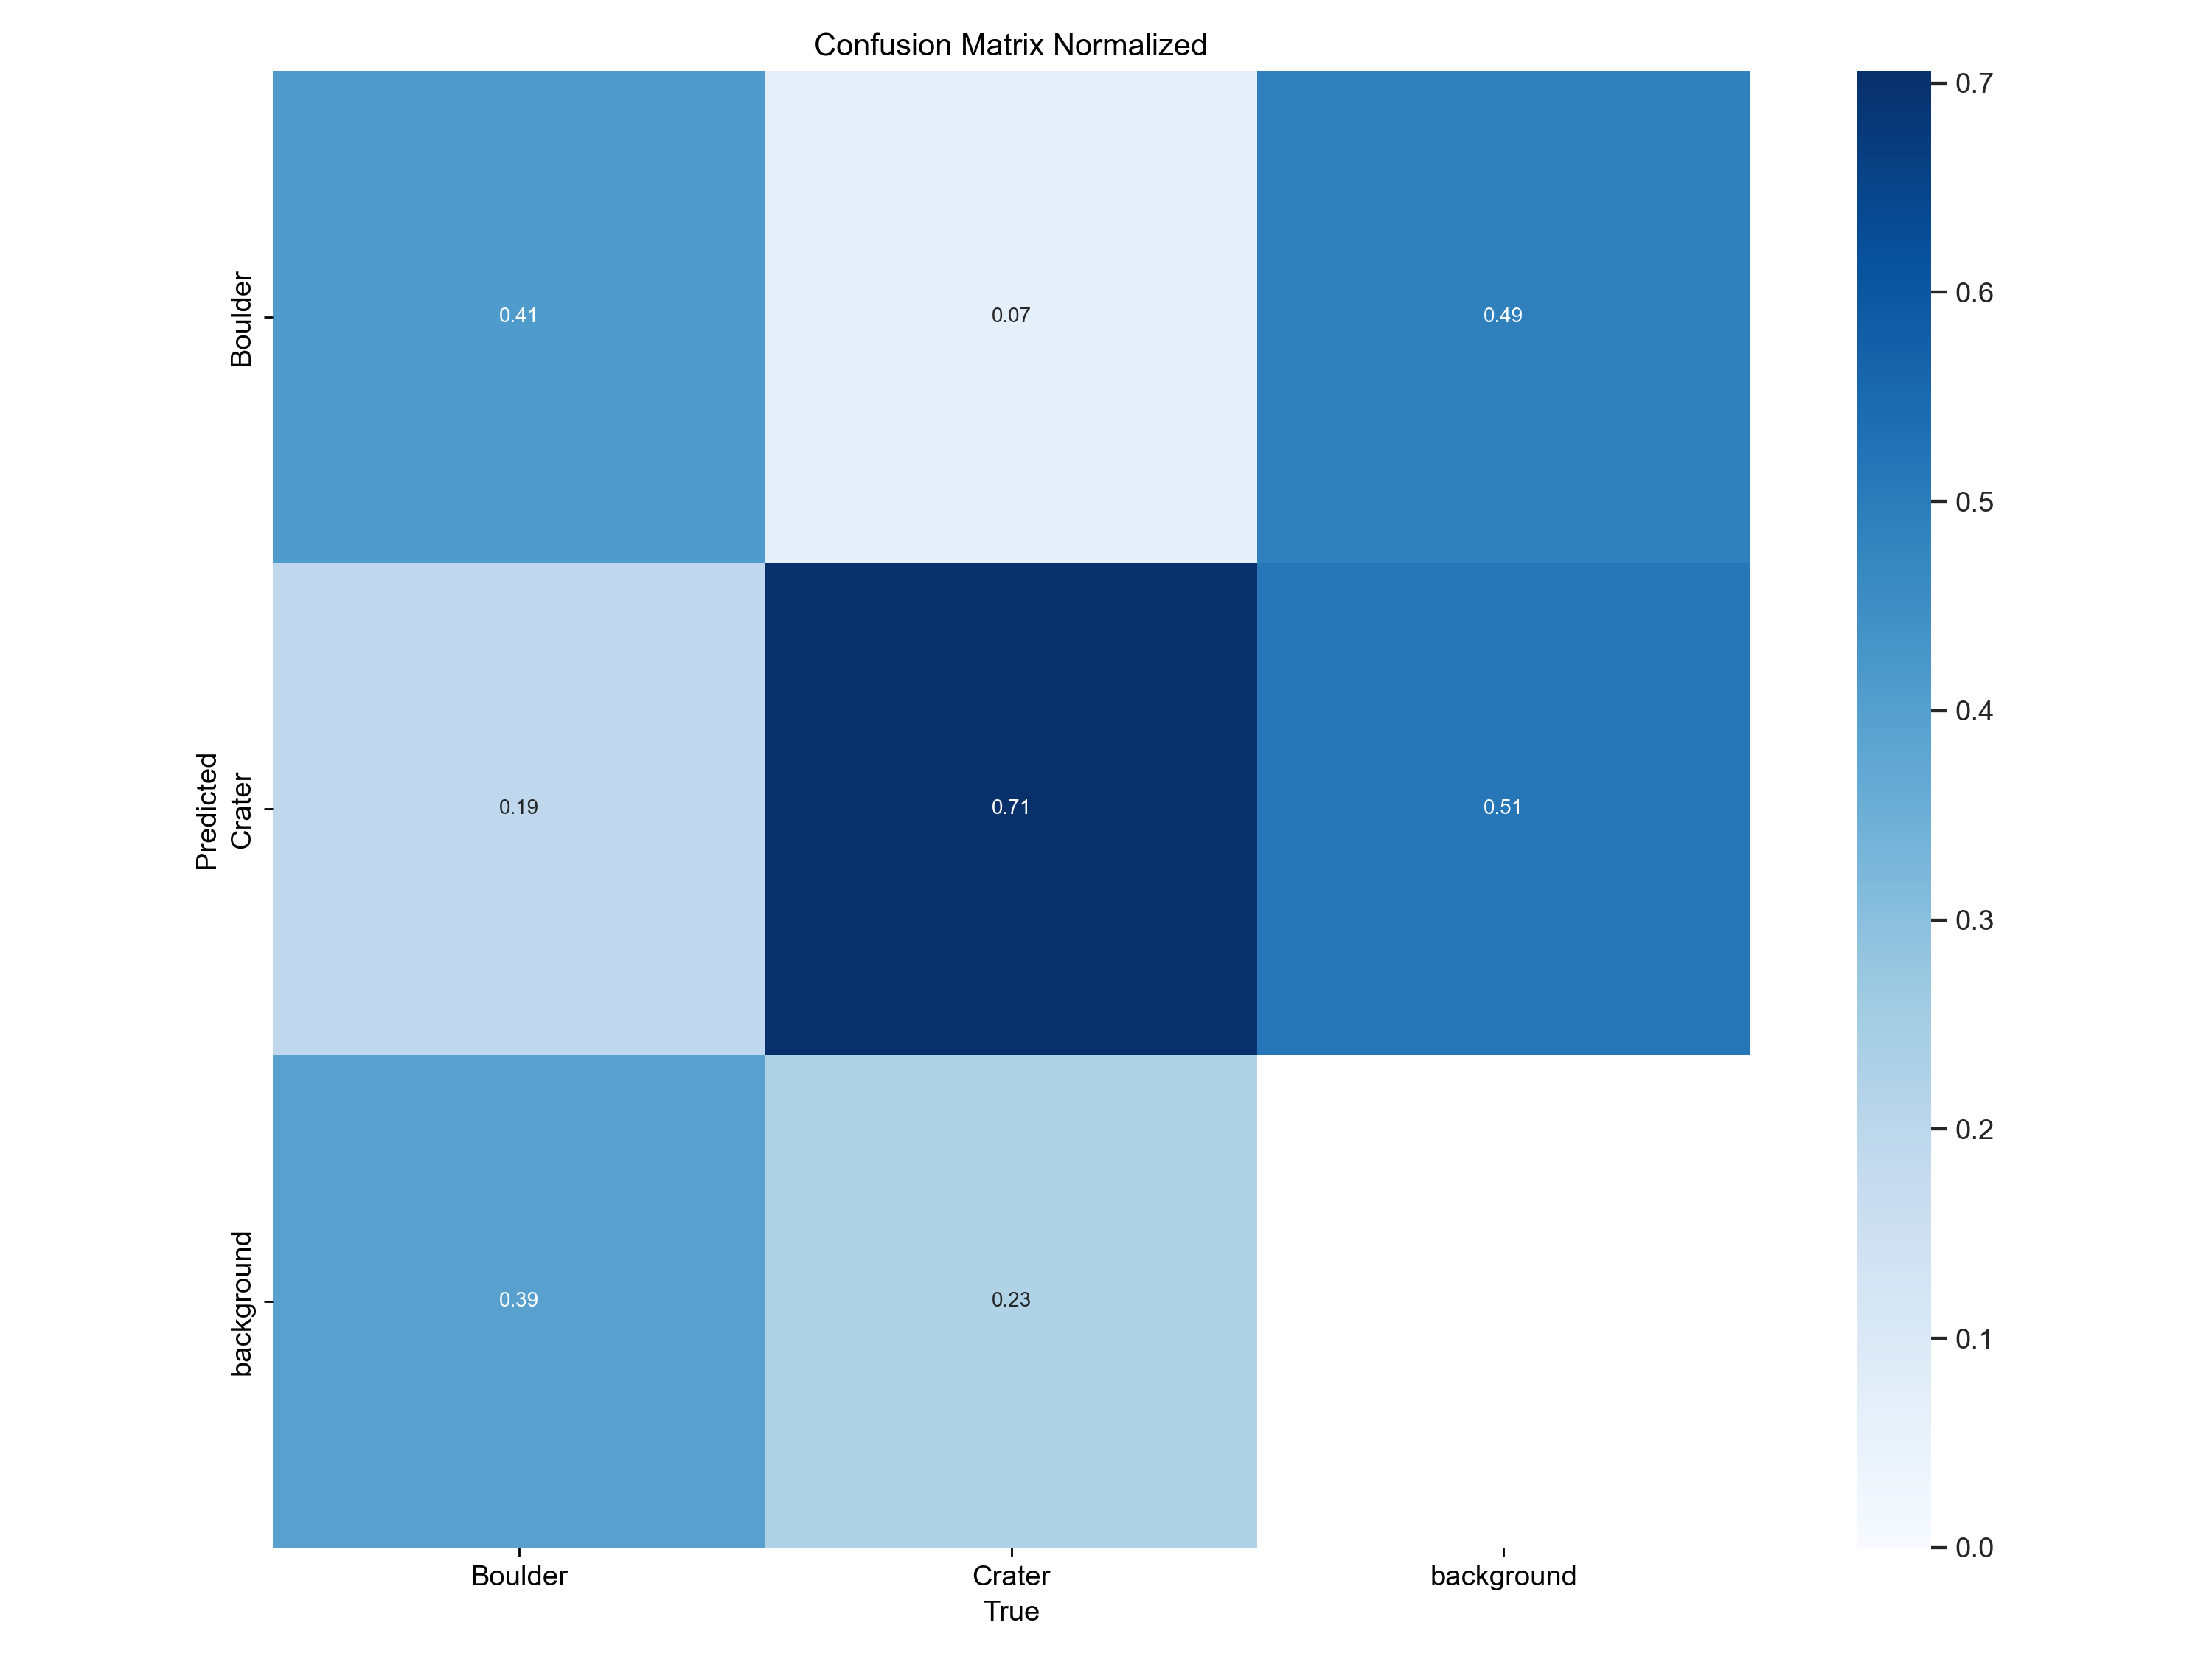 Confusion Matrix Normalized
Predicted
Boulder
0.41 0.07 0.49
Crater
0.19 0.71 0.51
background
0.39 0.23
Boulder Crater background
True
0.7
0.6
0.5
0.4
0.3
0.2
0.1
0.0